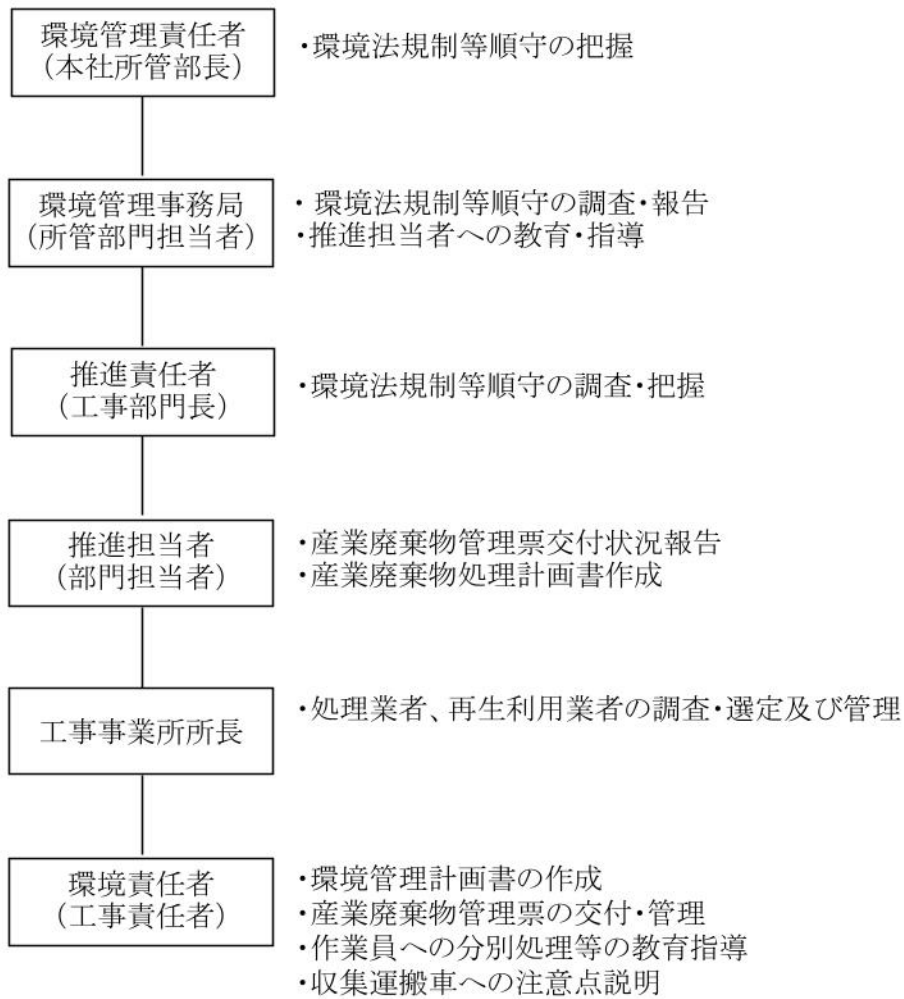 環境管理責任者
(本社所管部長)
・環境法規制等順守の把握
環境管理事務局
(所管部門担当者)
・ 環境法規制等順守の調査・報告
・推進担当者への教育・指導
推進責任者
(工事部門長)
・環境法規制等順守の調査・把握
推進担当者
(部門担当者)
・産業廃棄物管理票交付状況報告
・産業廃棄物処理計画書作成
工事事業所所長
・処理業者、再生利用業者の調査・選定及び管理
環境責任者
(工事責任者)
・環境管理計画書の作成
・産業廃棄物管理票の交付・管理
・作業員への分別処理等の教育指導
・収集運搬車への注意点説明